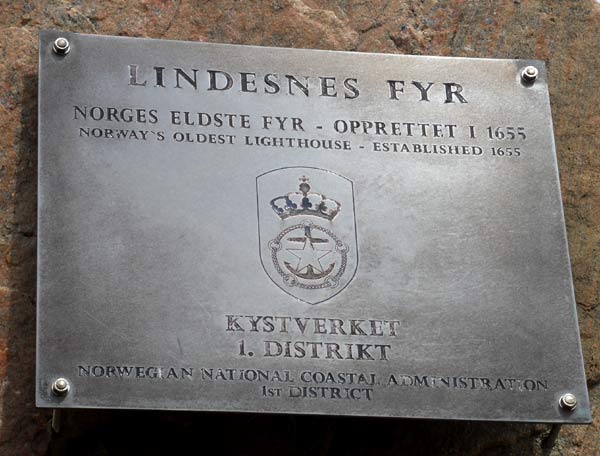 LINDESNES FYR
NORGES ELDSTE FYR - OPPRETTET I 1655
NORWAY'S OLDEST LIGHTHOUSE - ESTABLISHED 1655
KYSTVERKET
1. DISTRIKT
NORWEGIAN NATIONAL COASTAL ADMINISTRATION
1ST DISTRICT